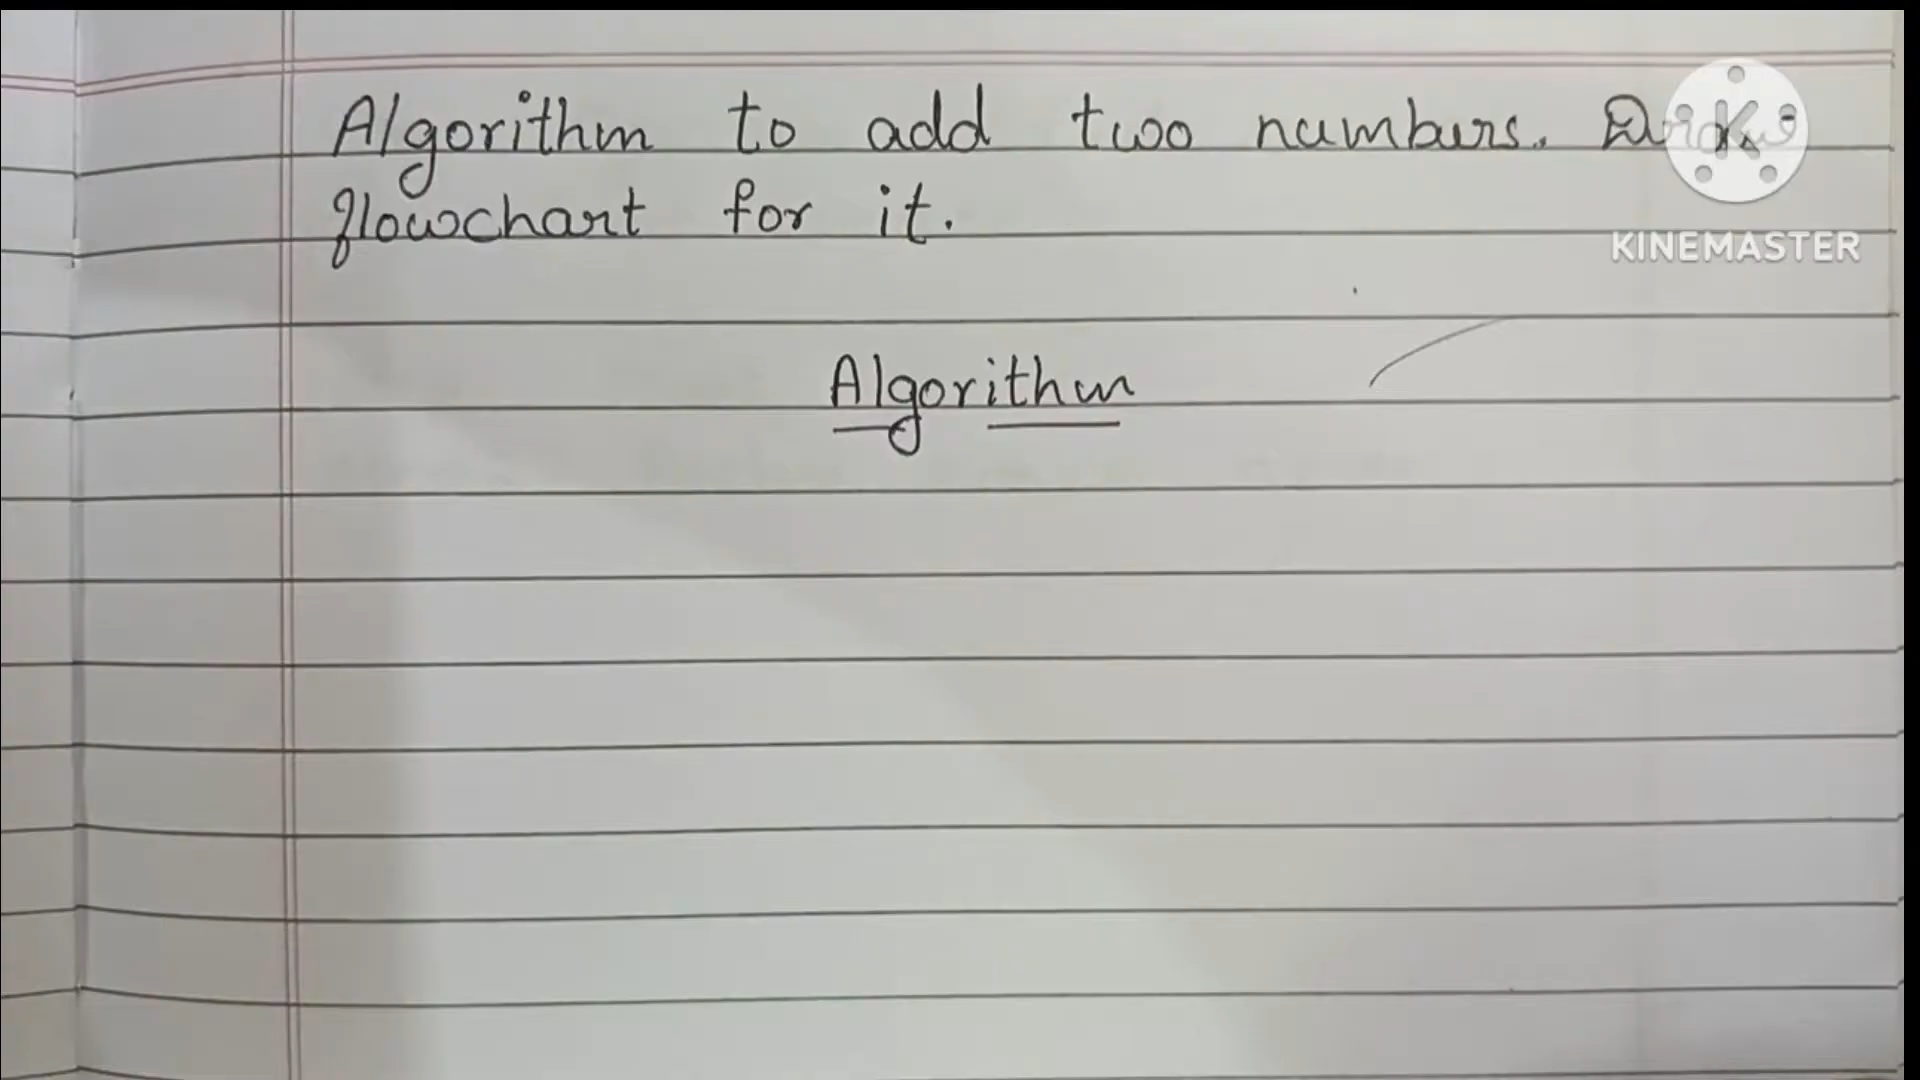 Algorithm to add two numbers.
flowchart for it.
KINEMASTER
Algorithm